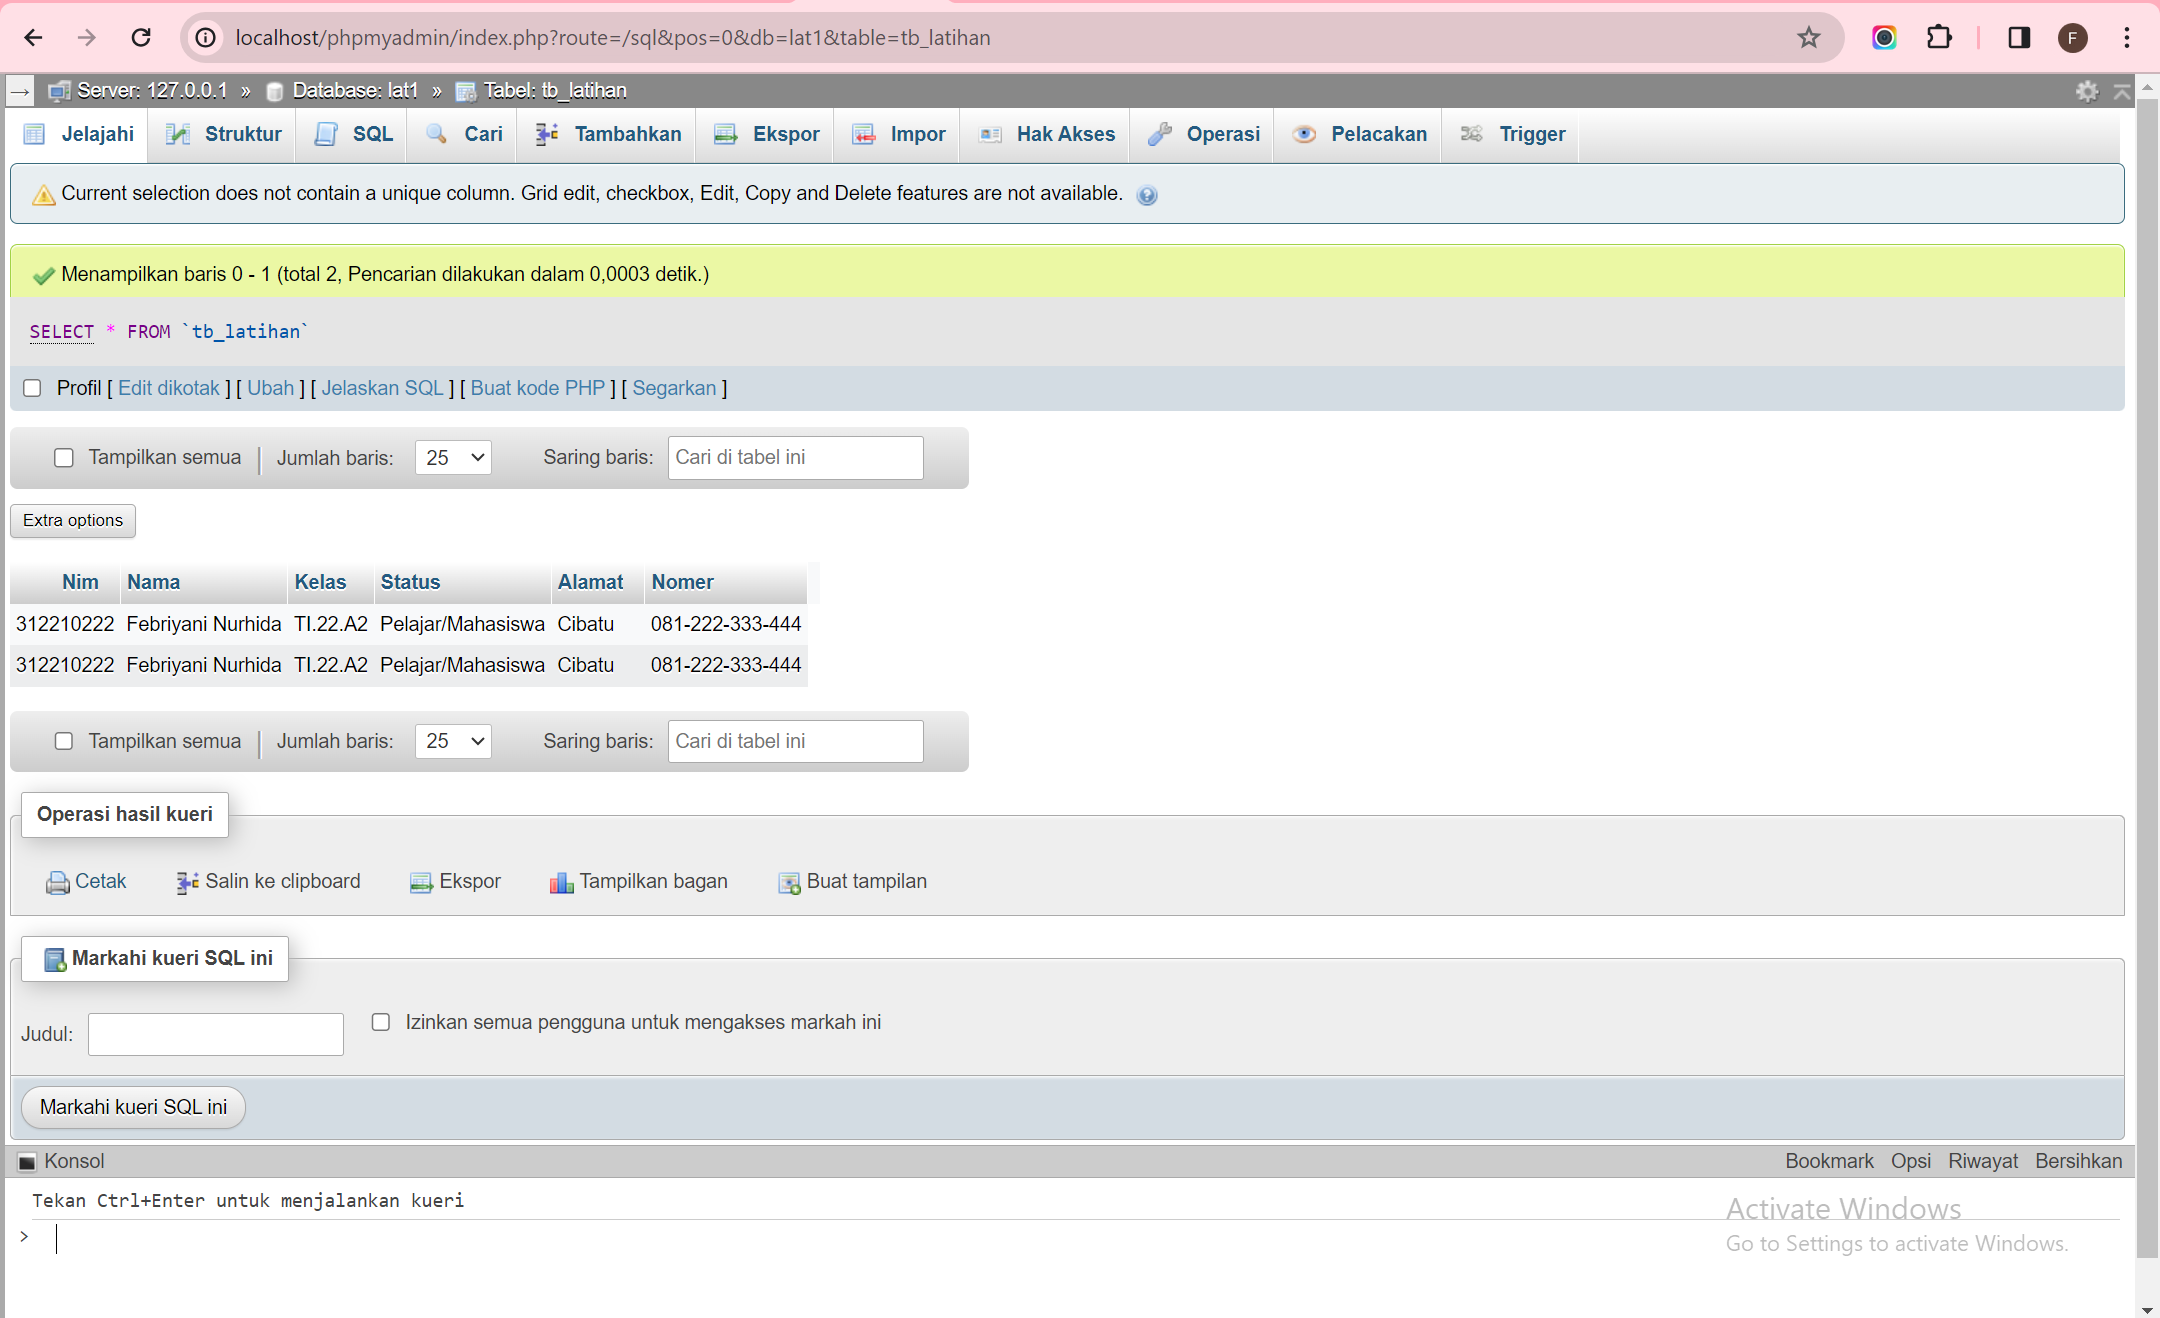 localhost/phpmyadmin/index.php?route=/sql&pos=0&db=lat1&table=tb_latihan
F
Server: 127.0.0.1 » Database: lat1 » Tabel: tb_latihan
Jelajahi Struktur SQL Cari Tambahkan Ekspor Impor Hak Akses Operasi Pelacakan Trigger
Current selection does not contain a unique column. Grid edit, checkbox, Edit, Copy and Delete features are not available.
Menampilkan baris 0 - 1 (total 2, Pencarian dilakukan dalam 0,0003 detik.)
SELECT * FROM `tb_latihan`
Profil [ Edit dikotak ] [ Ubah ] [ Jelaskan SQL ] [ Buat kode PHP ] [ Segarkan ]
Tampilkan semua | Jumlah baris: 25 Saring baris: Cari di tabel ini
Extra options
Nim Nama Kelas Status Alamat Nomer
312210222 Febriyani Nurhida TI.22.A2 Pelajar/Mahasiswa Cibatu 081-222-333-444
312210222 Febriyani Nurhida TI.22.A2 Pelajar/Mahasiswa Cibatu 081-222-333-444
Tampilkan semua | Jumlah baris: 25 Saring baris: Cari di tabel ini
Operasi hasil kueri
Cetak Salin ke clipboard Ekspor Tampilkan bagan Buat tampilan
Markahi kueri SQL ini
Judul: Izinkan semua pengguna untuk mengakses markah ini
Markahi kueri SQL ini
Konsol Bookmark Opsi Riwayat Bersihkan
Tekan Ctrl+Enter untuk menjalankan kueri
>
Activate Windows
Go to Settings to activate Windows.